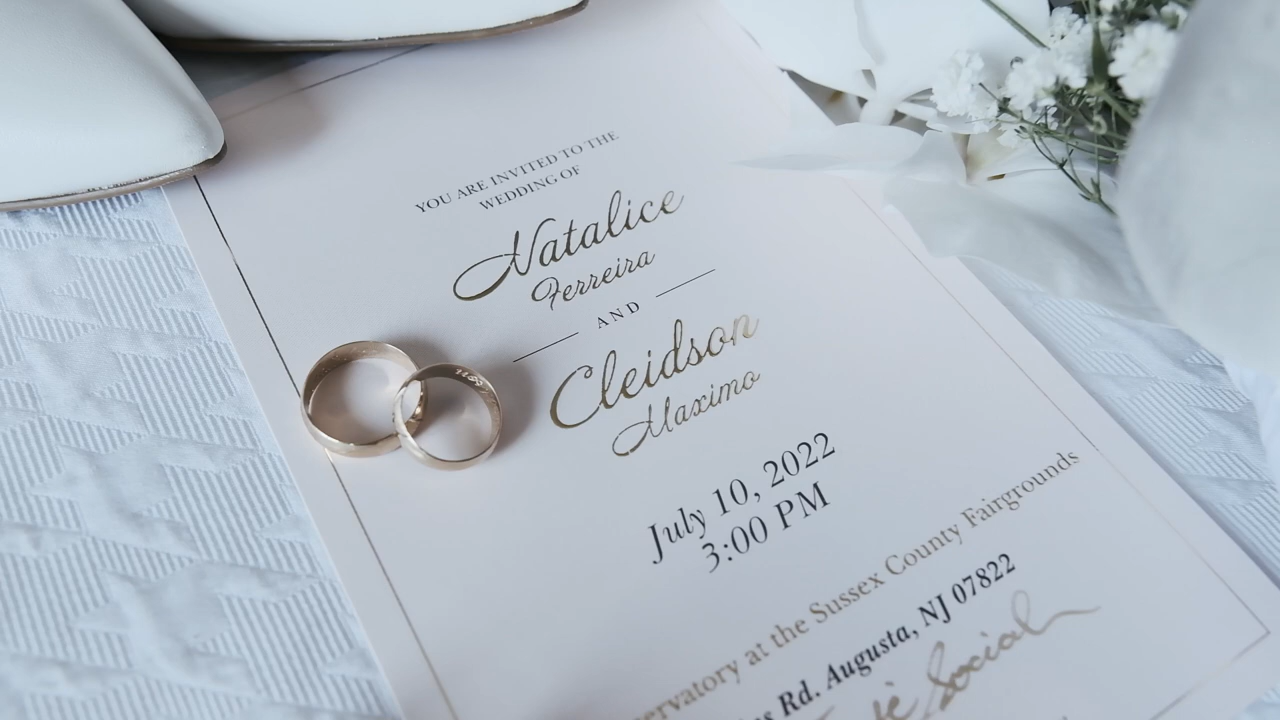 YOU ARE INVITED TO THE
WEDDING OF
Natalice
Ferreira
AND
Cleidson
Maximo
July 10, 2022
3:00 PM
at the Sussex County Fairgrounds
Rd. Augusta, NJ 07822
Social